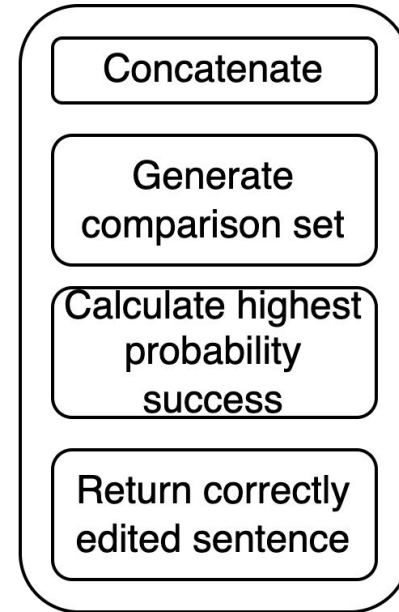 Concatenate
Generate
comparison set
Calculate highest
probability
success
Return correctly
edited sentence